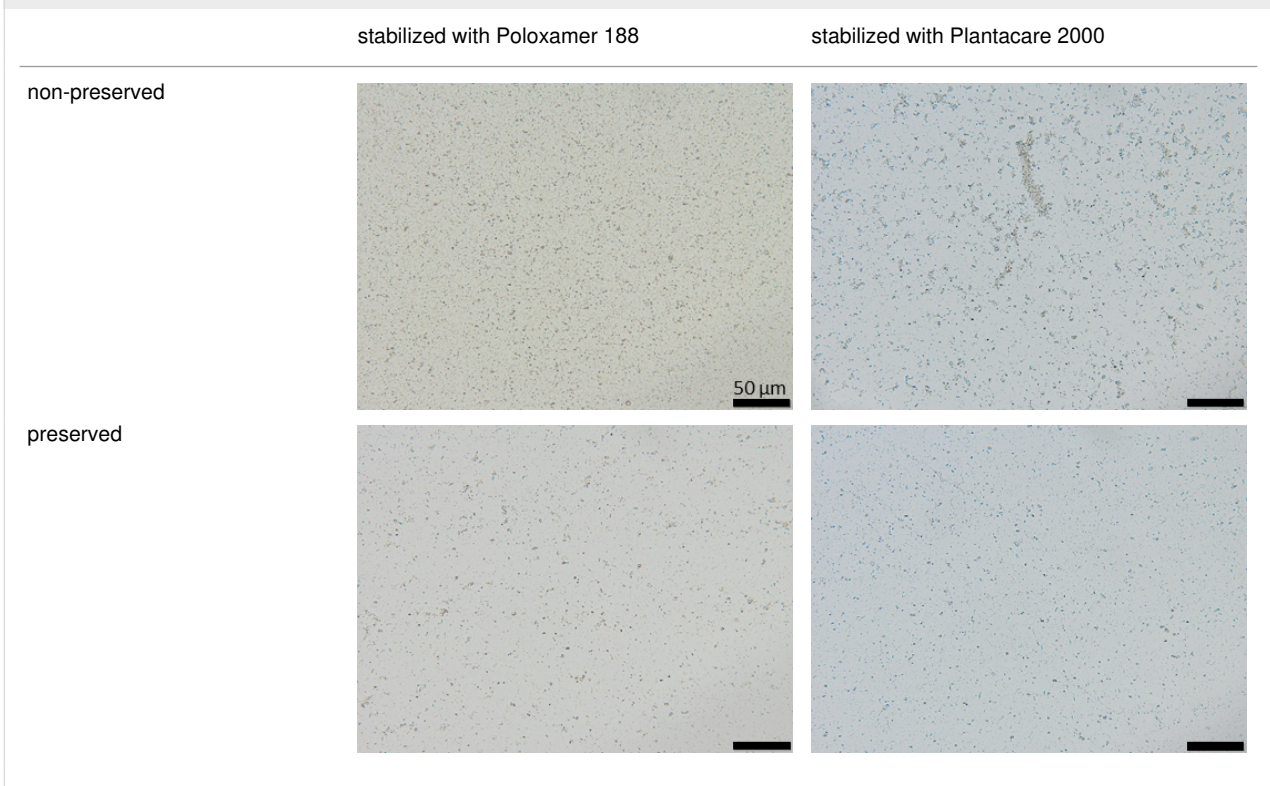 stabilized with Poloxamer 188
stabilized with Plantacare 2000
non-preserved
50 µm
preserved